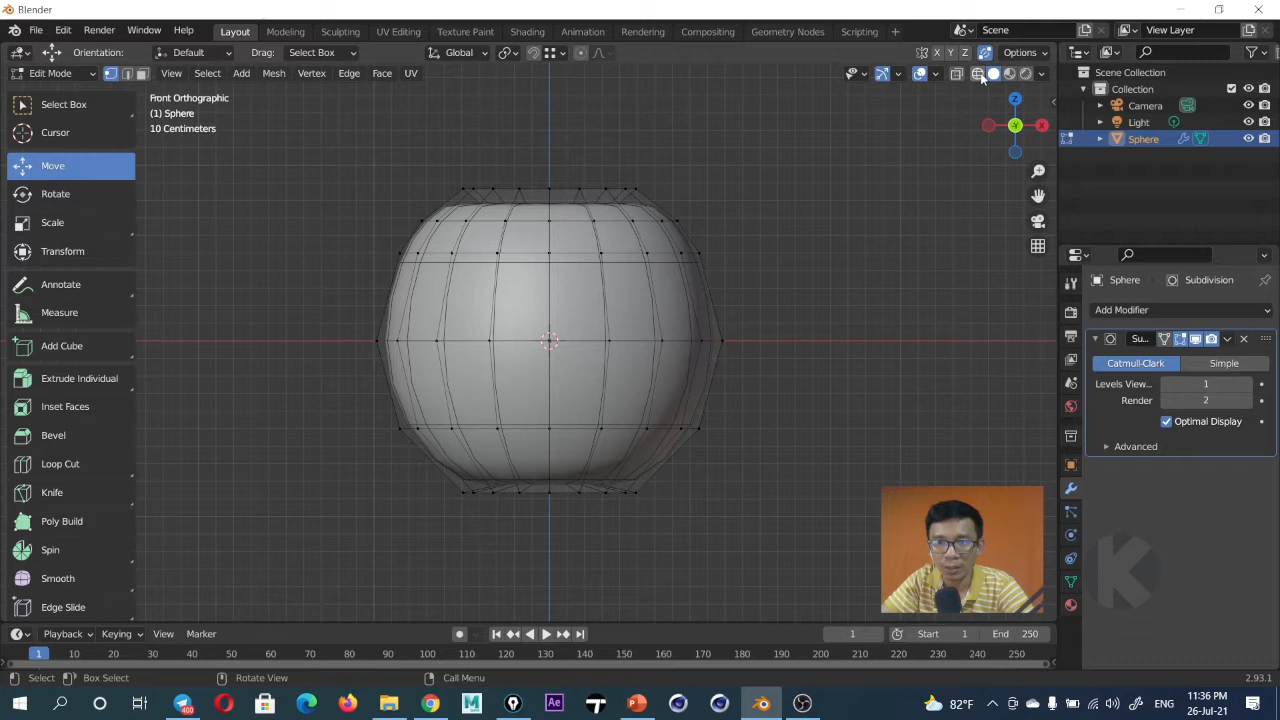 Blender
File Edit Render Window Help Layout Modeling Sculpting UV Editing Texture Paint Shading Animation Rendering Compositing Geometry Nodes Scripting + Scene View Layer
Orientation: Default Drag: Select Box Global X Y Z Options
Edit Mode View Select Add Mesh Vertex Edge Face UV
Front Orthographic
(1) Sphere
10 Centimeters
Z
-Y
X
Select Box
Cursor
Move
Rotate
Scale
Transform
Annotate
Measure
Add Cube
Extrude Individual
Inset Faces
Bevel
Loop Cut
Knife
Poly Build
Spin
Smooth
Edge Slide
Scene Collection
Collection
Camera
Light
Sphere
Sphere Subdivision
Add Modifier
Su...
Catmull-Clark Simple
Levels View... 1
Render 2
Optimal Display
Advanced
K
Playback Keying View Marker 1 Start 1 End 250
1 10 20 30 40 50 60 70 80 90 100 110 120 130 140 150 160 170 180 190 200 210 220 230 240 250
Select Box Select Rotate View Call Menu 2.93.1
400 M Ae 82°F 11:36 PM
26-Jul-21